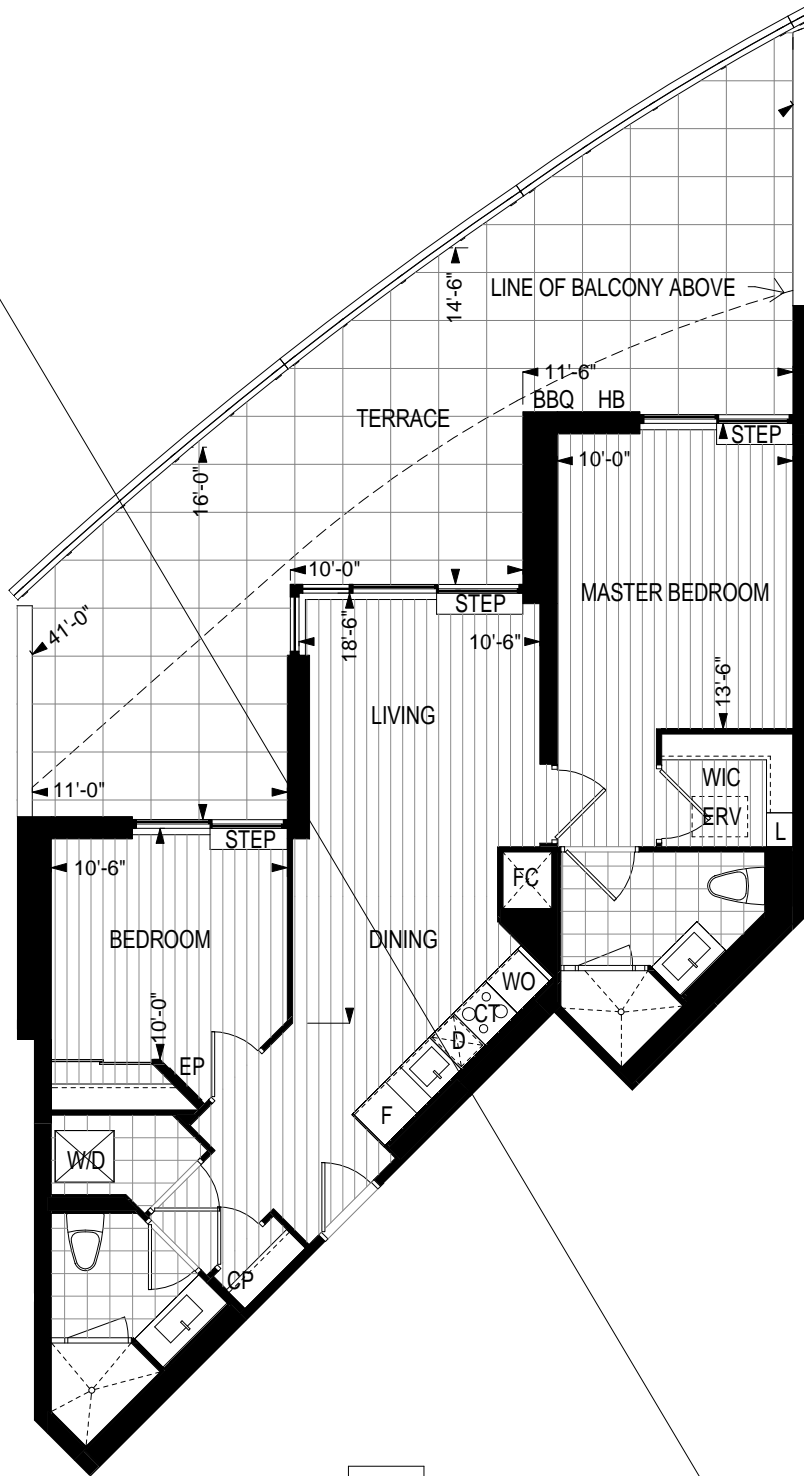 14'-6"
LINE OF BALCONY ABOVE
11'-6"
BBQ HB
TERRACE
STEP
16'-0"
10'-0"
10'-0"
STEP
MASTER BEDROOM
41'-0"
18'-6"
10'-6"
13'-6"
LIVING
WIC
11'-0"
ERV
STEP
L
10'-6"
FC
BEDROOM
DINING
WO
CT
10'-0"
D
EP
F
W/D
CP